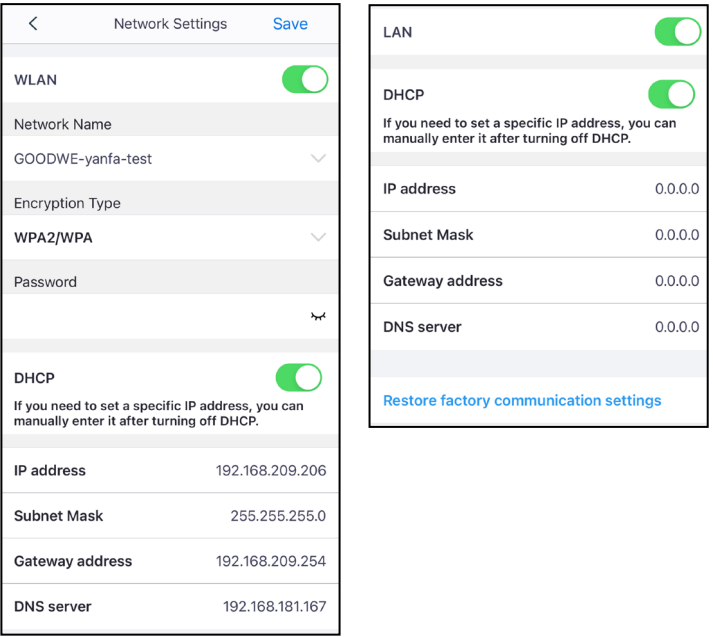 Network Settings
Save
WLAN
Network Name
GOODWE-yanfa-test
Encryption Type
WPA2/WPA
Password
DHCP
If you need to set a specific IP address, you can
manually enter it after turning off DHCP.
IP address 192.168.209.206
Subnet Mask 255.255.255.0
Gateway address 192.168.209.254
DNS server 192.168.181.167
LAN
DHCP
If you need to set a specific IP address, you can
manually enter it after turning off DHCP.
IP address 0.0.0.0
Subnet Mask 0.0.0.0
Gateway address 0.0.0.0
DNS server 0.0.0.0
Restore factory communication settings